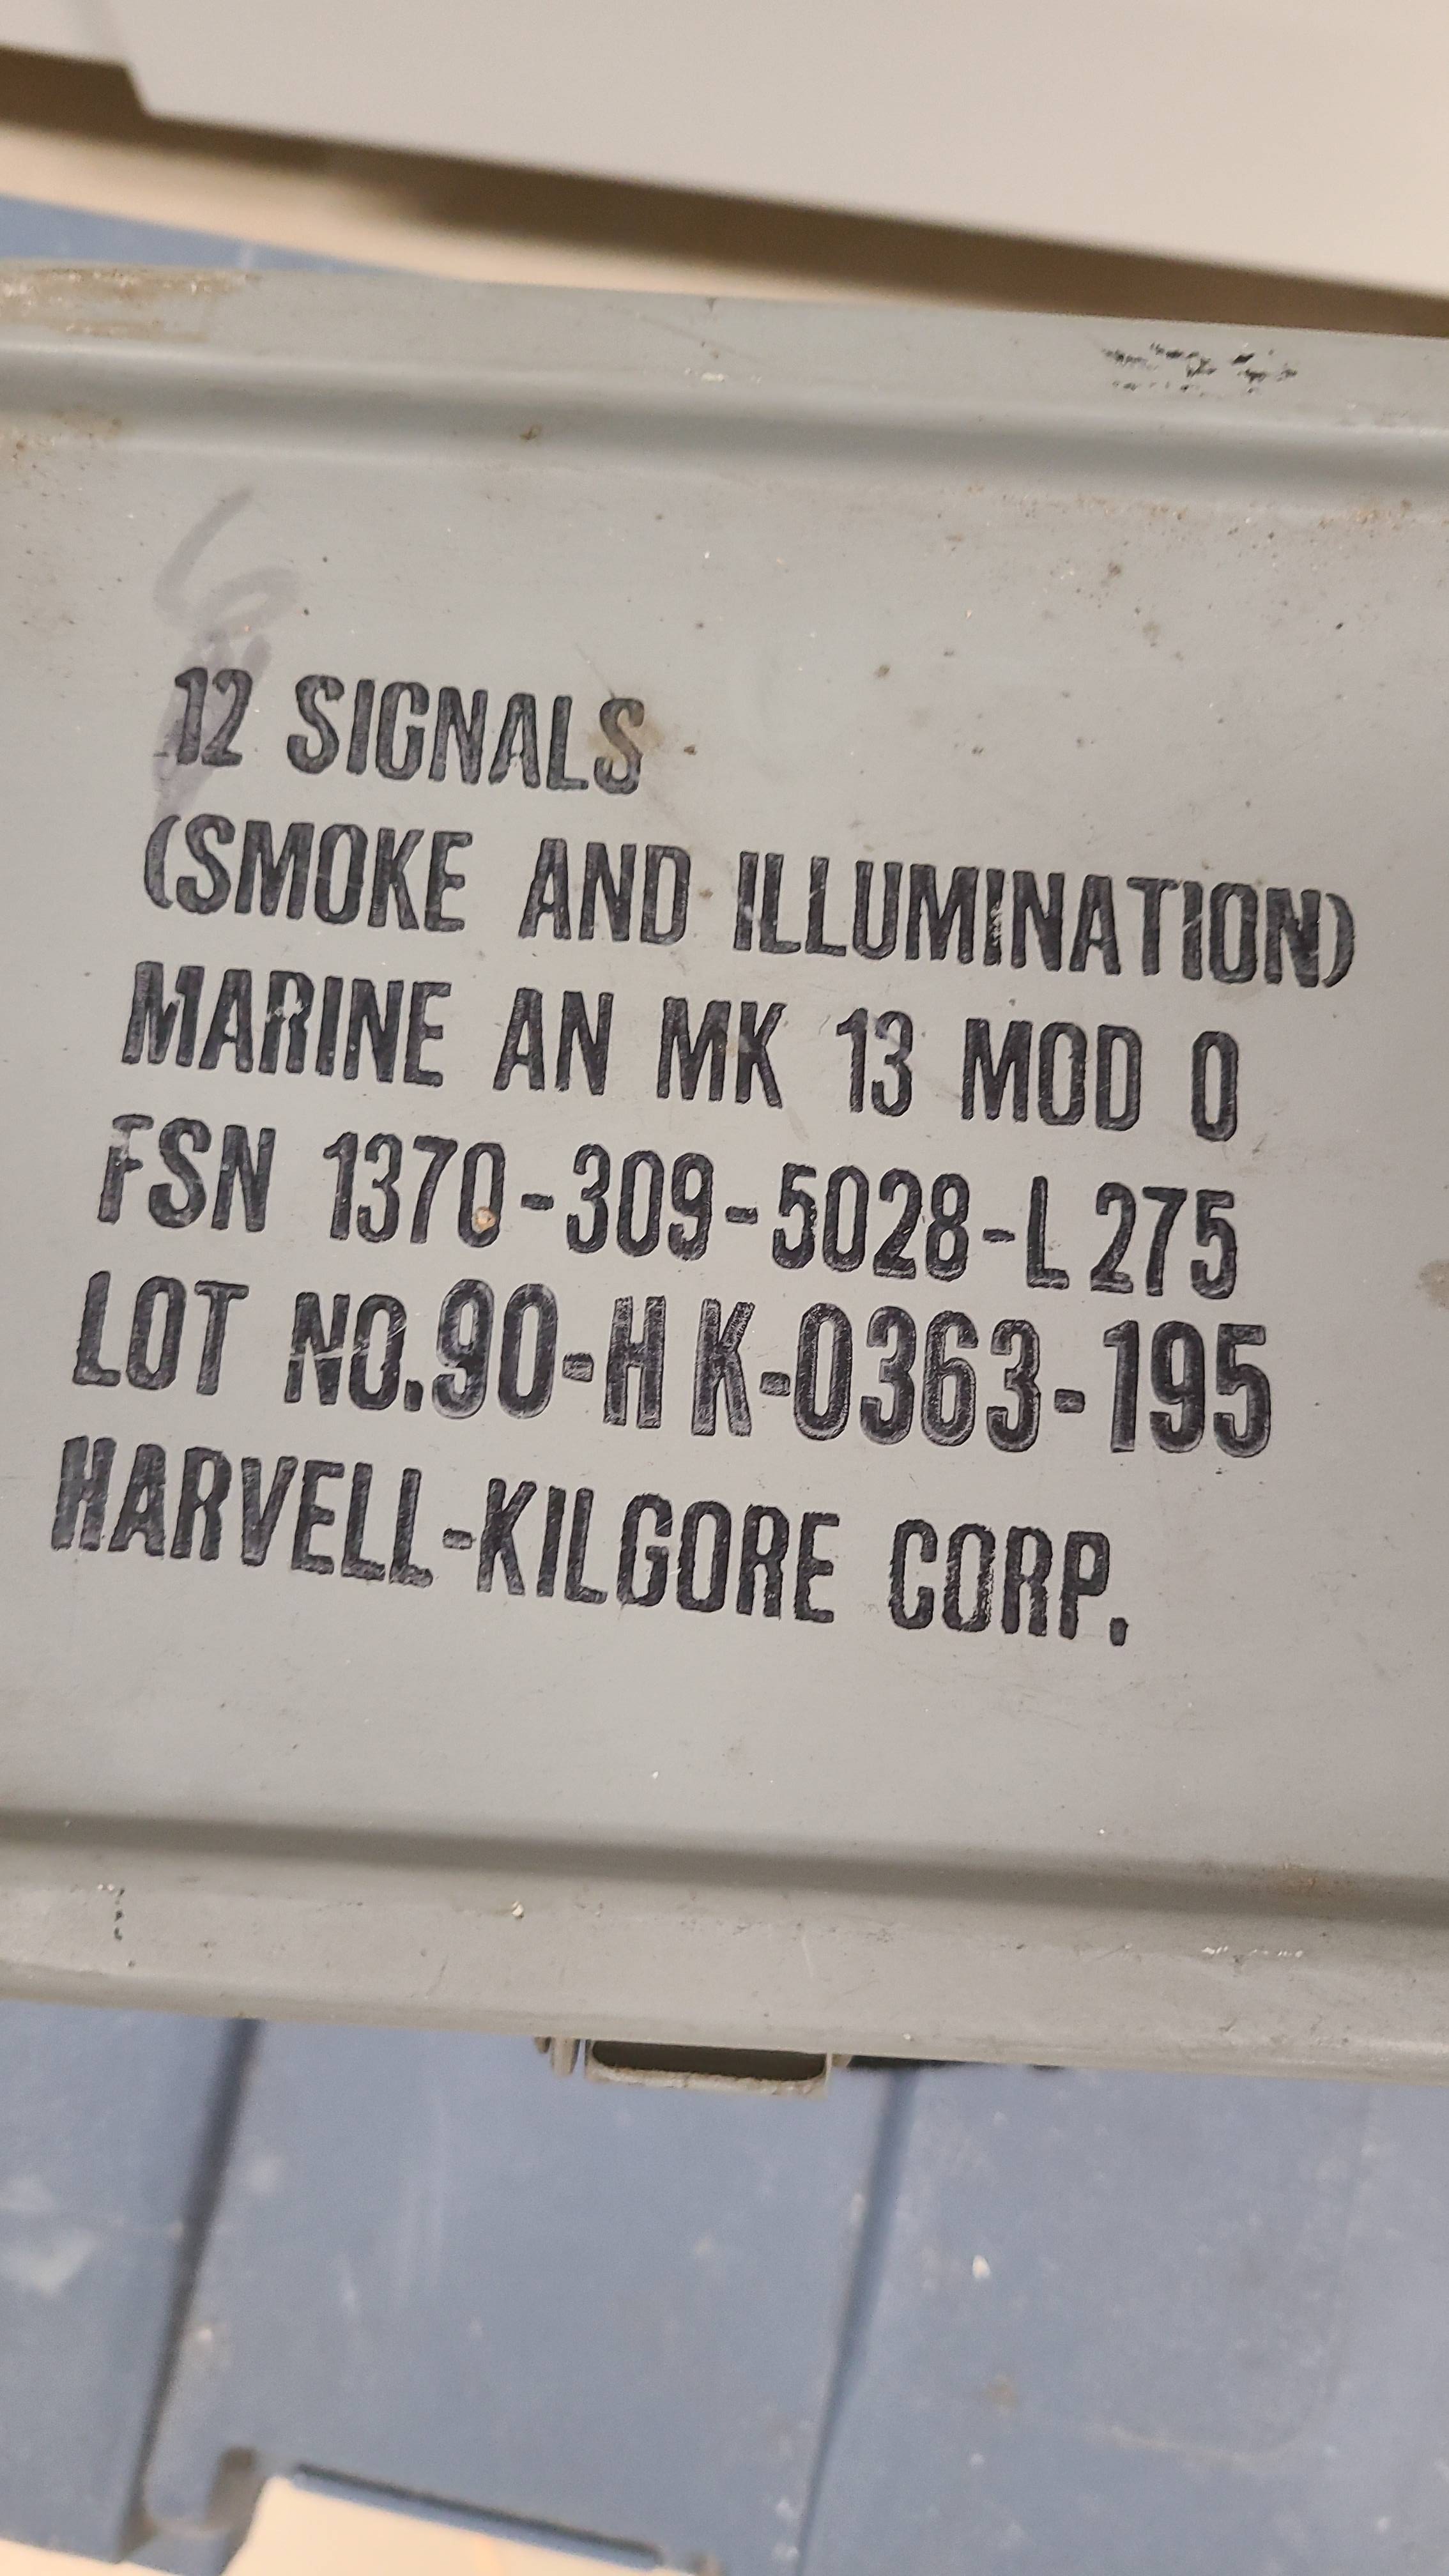 12 SIGNALS
(SMOKE AND ILLUMINATION)
MARINE AN MK 13 MOD 0
FSN 1370-309-5028-L275
LOT NO.90-HK-0363-195
HARVELL-KILGORE CORP.